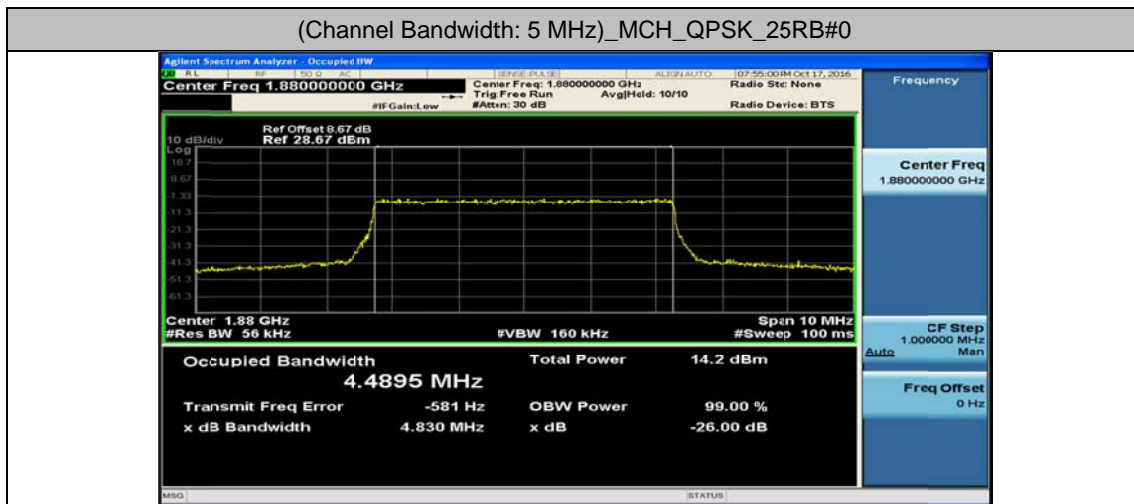 (Channel Bandwidth: 5 MHz)_MCH_QPSK_25RB#0
Agilent Spectrum Analyzer - Occupied BW
RL RF 50 Ω AC SENSE:PULSE ALIGN AUTO 07:55:00 PM Oct 17, 2016
Center Freq 1.880000000 GHz
Center Freq: 1.880000000 GHz Radio Std: None
Trig: Free Run Avg|Hold: 10/10
#IFGain:Low #Atten: 30 dB Radio Device: BTS
Ref Offset 8.67 dB
10 dB/div Ref 28.67 dBm
Log
18.7
8.67
-1.33
-11.3
-21.3
-31.3
-41.3
-51.3
-61.3
Center 1.88 GHz Span 10 MHz
#Res BW 56 kHz #VBW 160 kHz #Sweep 100 ms
Occupied Bandwidth Total Power 14.2 dBm
4.4895 MHz
Transmit Freq Error -581 Hz OBW Power 99.00 %
x dB Bandwidth 4.830 MHz x dB -26.00 dB
MSG STATUS
Frequency
Center Freq
1.880000000 GHz
CF Step
1.000000 MHz
Auto Man
Freq Offset
0 Hz